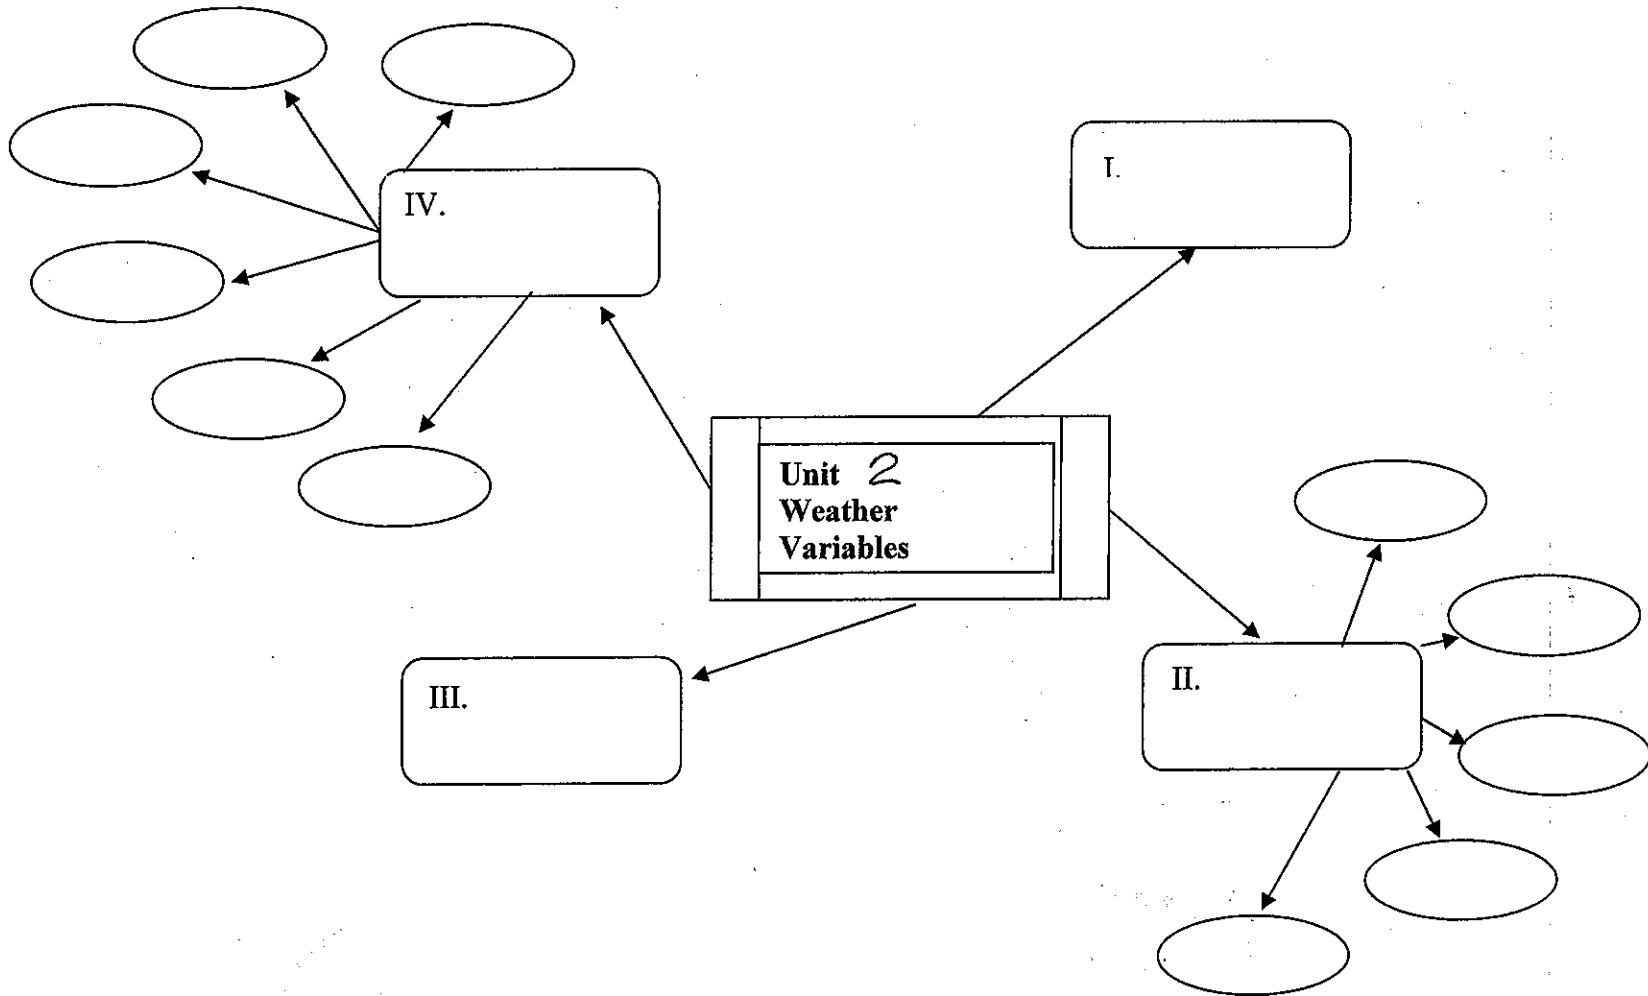 IV.
I.
Unit 2
Weather
Variables
III.
II.